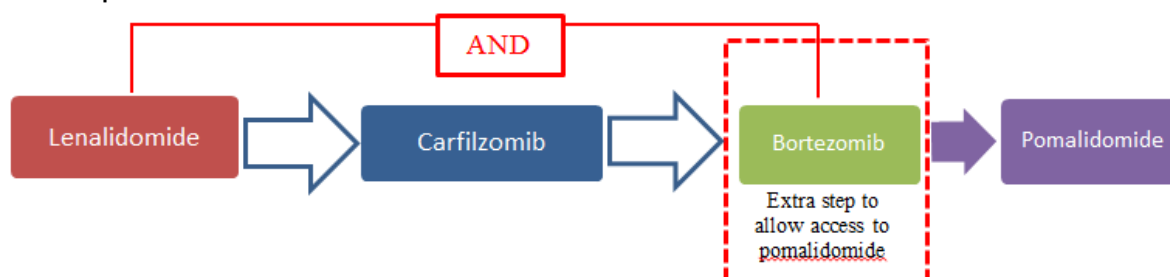 AND
Lenalidomide
Carfilzomib
Bortezomib
Pomalidomide
Extra step to
allow access to
pomalidomide